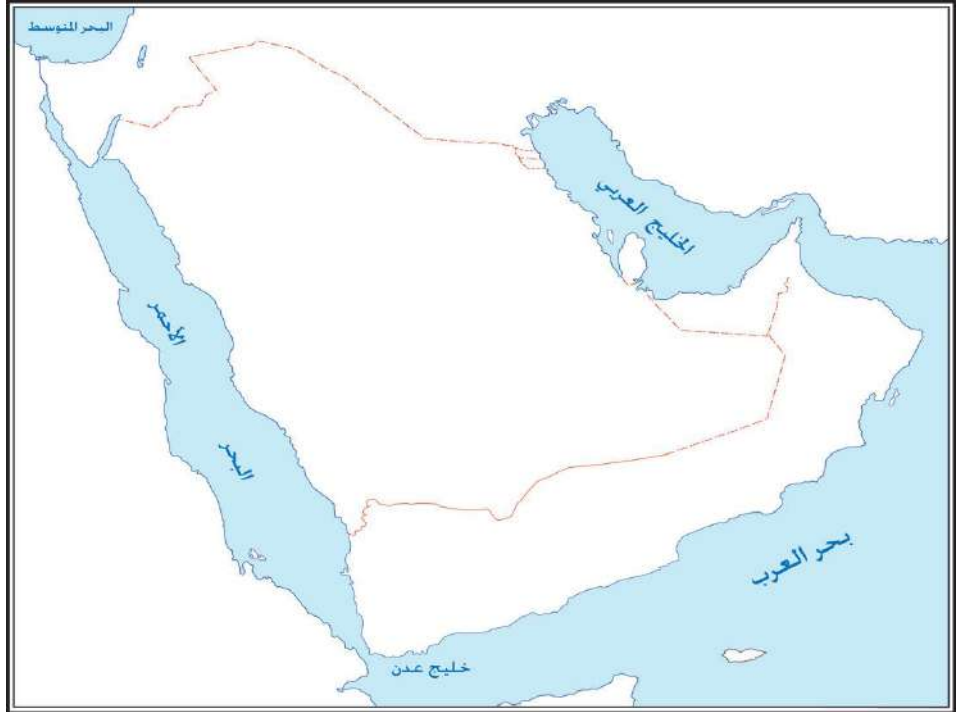 البحر المتوسط
الخليج العربي
البحر
الأحمر
بحر العرب
خليج عدن